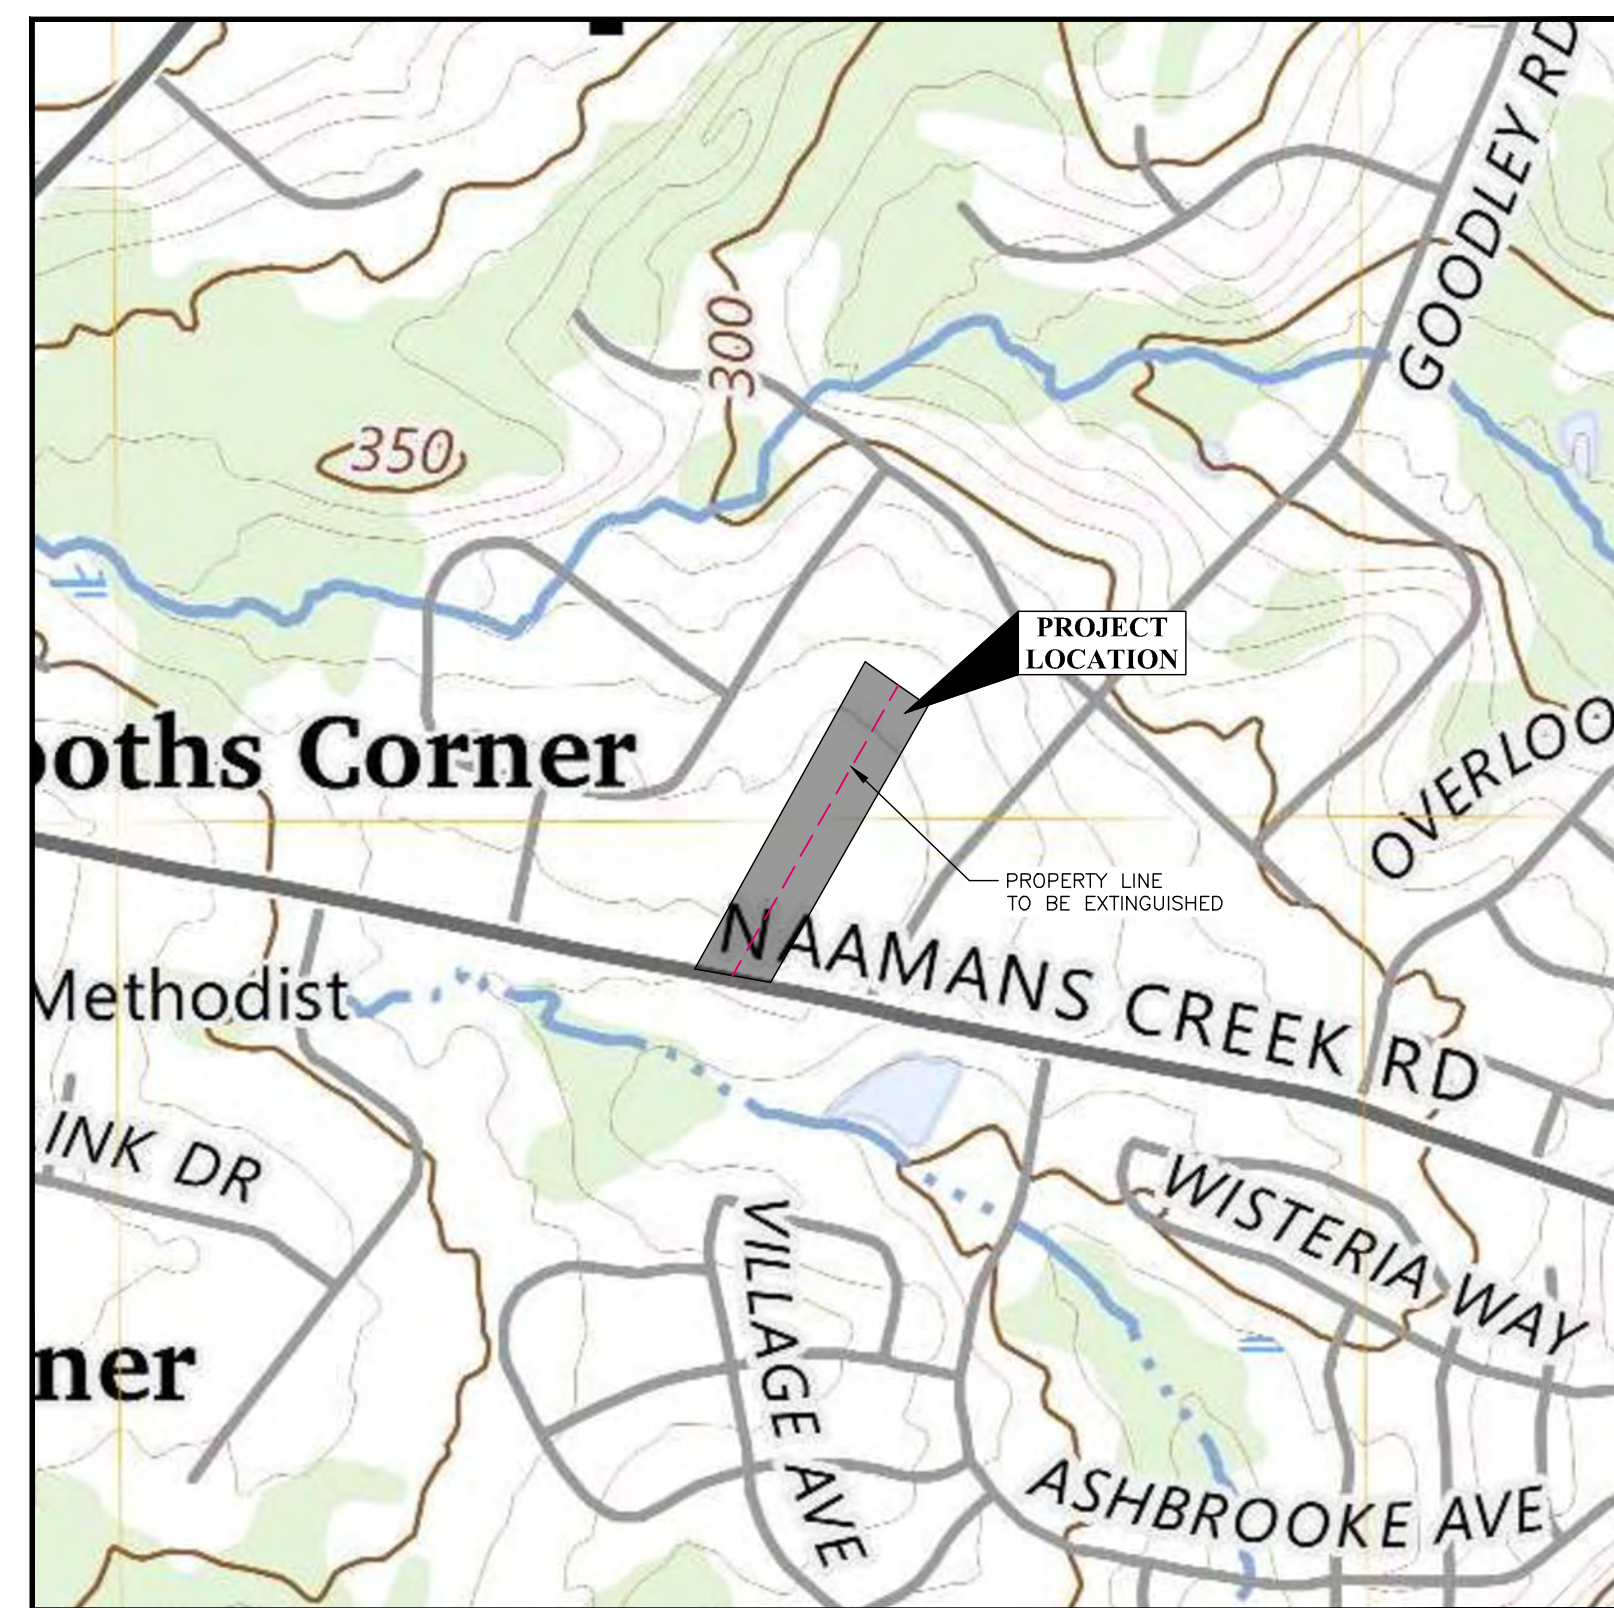 GOODLEY RD
300
350
PROJECT
LOCATION
ooths Corner
OVERLOO
PROPERTY LINE
TO BE EXTINGUISHED
NAAMANS CREEK RD
Methodist
INK DR
WISTERIA WAY
VILLAGE AVE
ner
ASHBROOKE AVE